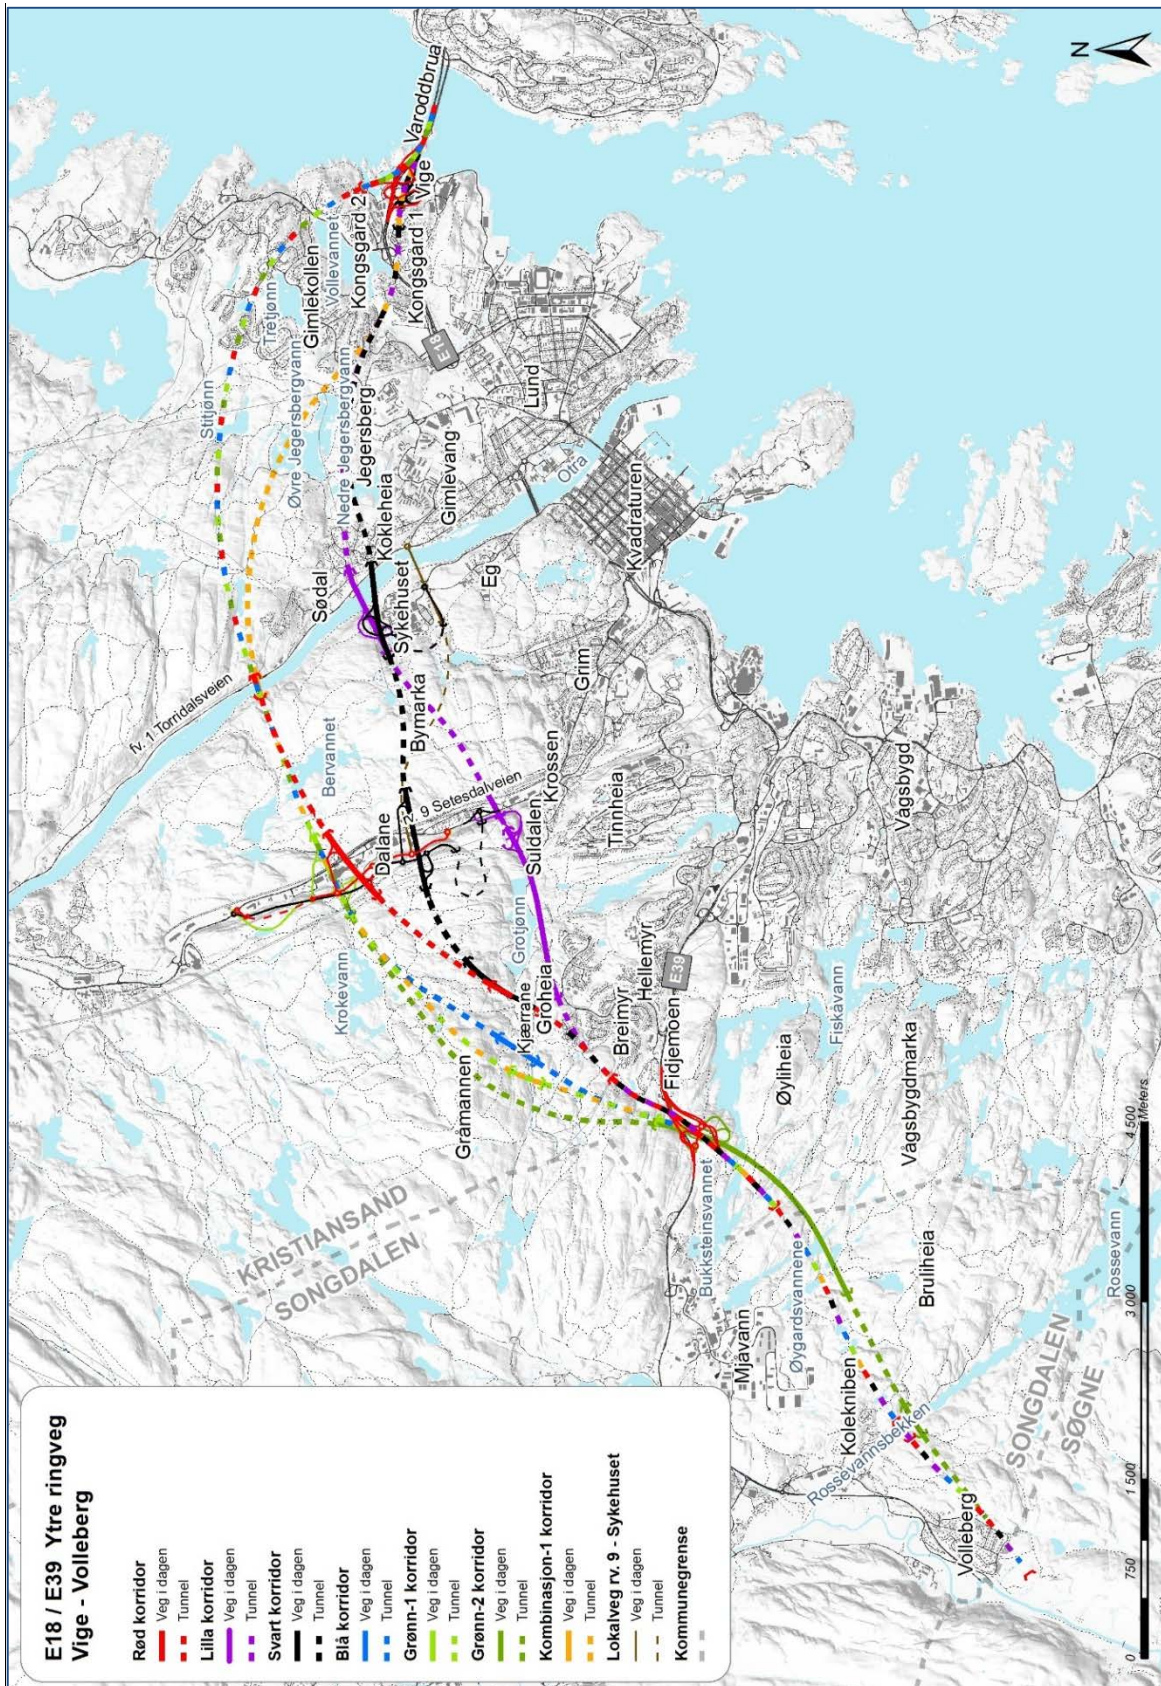 E18 / E39 Ytre ringveg
Vige - Volleberg
Rød korridor
Veg i dagen
Tunnel
Lilla korridor
Veg i dagen
Tunnel
Svart korridor
Veg i dagen
Tunnel
Blå korridor
Veg i dagen
Tunnel
Grønn-1 korridor
Veg i dagen
Tunnel
Grønn-2 korridor
Veg i dagen
Tunnel
Kombinasjon-1 korridor
Veg i dagen
Tunnel
Lokalveg rv. 9 - Sykehuset
Veg i dagen
Tunnel
Kommunegrense
N
Varoddbrua
Vige
Kongsgård 2
Kongsgård 1
Vollevannet
Gimlekollen
Tretjønn
Stitjønn
Øvre Jegersbergvann
Nedre Jegersbergvann
Jegersberg
E18
Lund
Kokleheia
Gimlevang
Otra
Sødal
Sykehuset
Eg
Kvadraturen
fv. 1 Torridalsveien
Bymarka
Grim
Bervannet
9 Setesdalveien
Krossen
Dalane
Suldalen
Tinnheia
Vågsbygd
Krokevann
Grotjønn
Groheia
Kjærrane
Hellemyr
Breimyr
E39
Fidjemoen
Fiskåvann
Gråmannen
Øyliheia
Vågsbygdmarka
KRISTIANSAND
SONGDALEN
Bukksteinsvannet
Øygardsvannene
Bruliheia
Rossevann
Mjåvann
Kolekniben
Rossevannsbekken
SONGDALEN
SØGNE
Volleberg
750
1 500
3 000
4 500
Meters